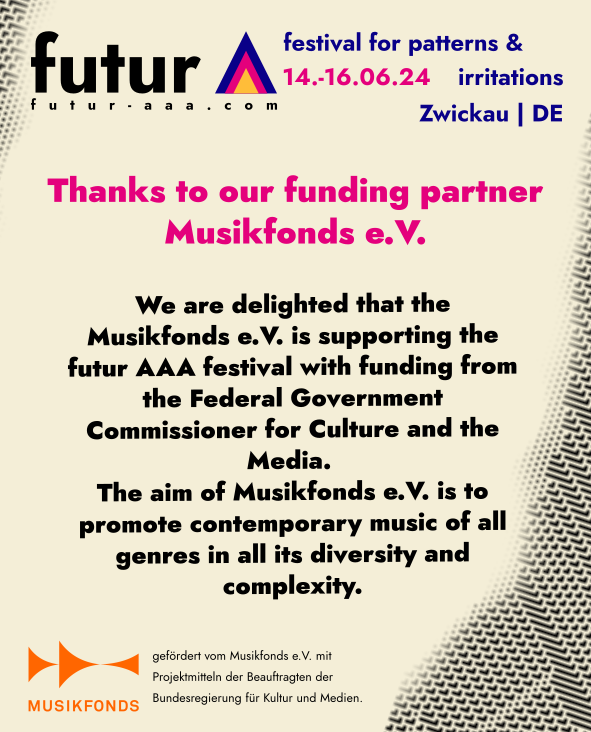 futur
futur-aaa.com
festival for patterns &
14.-16.06.24 irritations
Zwickau | DE
Thanks to our funding partner
Musikfonds e.V.
We are delighted that the
Musikfonds e.V. is supporting the
futur AAA festival with funding from
the Federal Government
Commissioner for Culture and the
Media.
The aim of Musikfonds e.V. is to
promote contemporary music of all
genres in all its diversity and
complexity.
MUSIKFONDS
gefördert vom Musikfonds e.V. mit
Projektmitteln der Beauftragten der
Bundesregierung für Kultur und Medien.